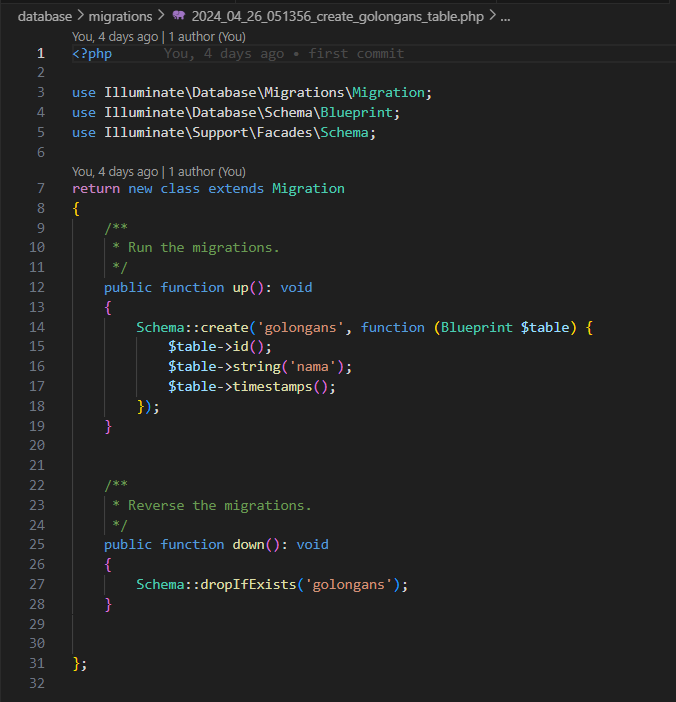 database > migrations > 2024_04_26_051356_create_golongans_table.php > ...
You, 4 days ago | 1 author (You)
1 <?php You, 4 days ago • first commit
2
3 use Illuminate\Database\Migrations\Migration;
4 use Illuminate\Database\Schema\Blueprint;
5 use Illuminate\Support\Facades\Schema;
6
You, 4 days ago | 1 author (You)
7 return new class extends Migration
8 {
9 /**
10 * Run the migrations.
11 */
12 public function up(): void
13 {
14 Schema::create('golongans', function (Blueprint $table) {
15 $table->id();
16 $table->string('nama');
17 $table->timestamps();
18 });
19 }
20
21
22 /**
23 * Reverse the migrations.
24 */
25 public function down(): void
26 {
27 Schema::dropIfExists('golongans');
28 }
29
30
31 };
32